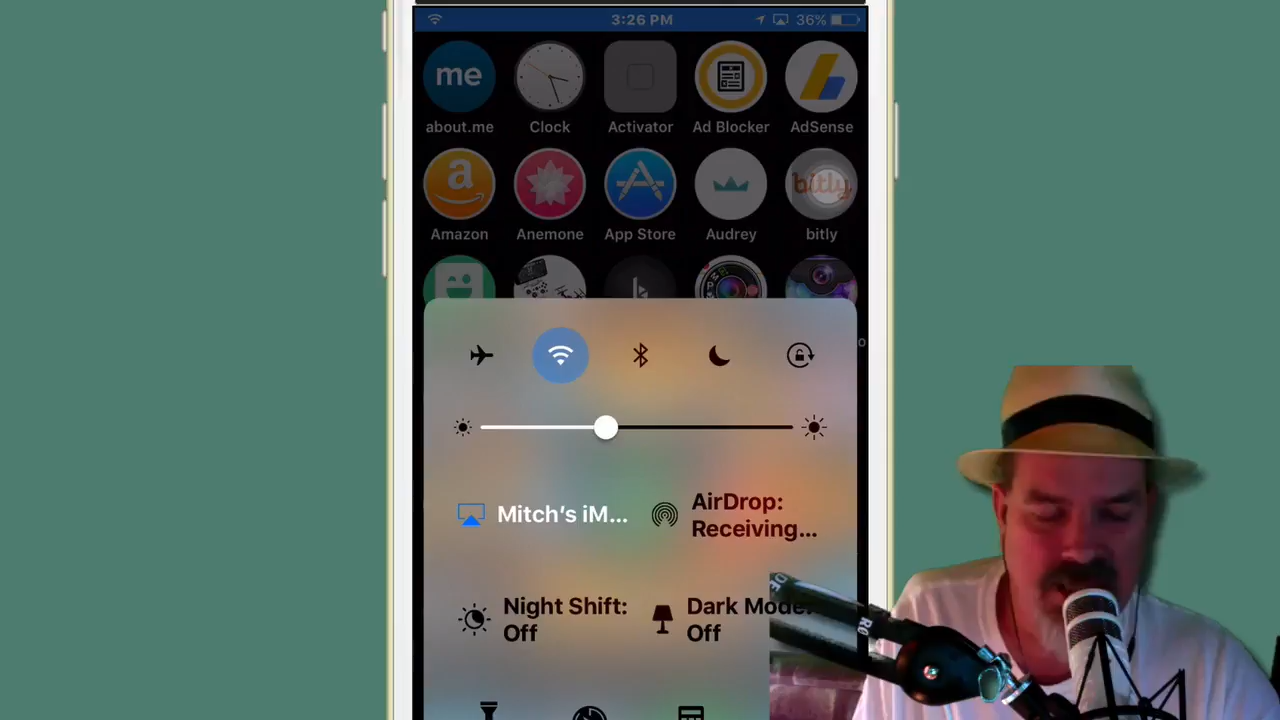 3:26 PM
36%
me
about.me
Clock
Activator
Ad Blocker
AdSense
a
bitly
Amazon
Anemone
App Store
Audrey
bitly
Mitch's iM...
AirDrop:
Receiving...
Night Shift:
Off
Dark Mode:
Off